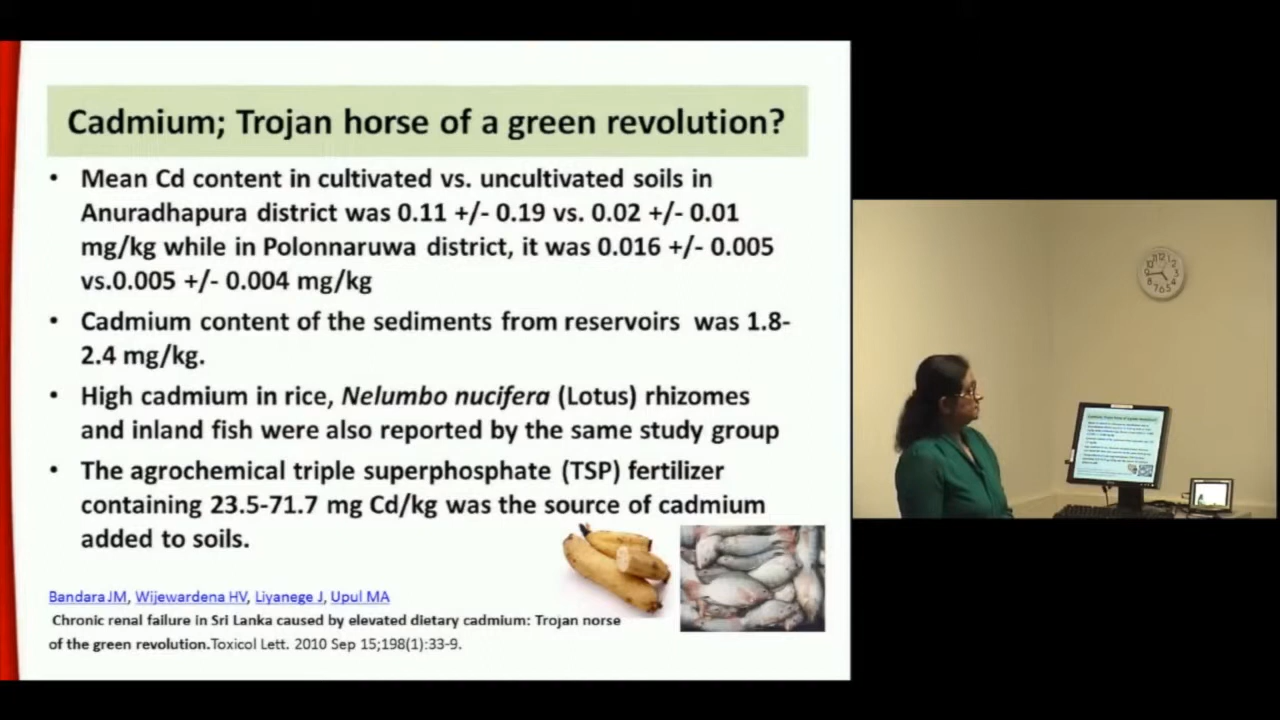 Cadmium; Trojan horse of a green revolution?
• Mean Cd content in cultivated vs. uncultivated soils in
Anuradhapura district was 0.11 +/- 0.19 vs. 0.02 +/- 0.01
mg/kg while in Polonnaruwa district, it was 0.016 +/- 0.005
vs.0.005 +/- 0.004 mg/kg
• Cadmium content of the sediments from reservoirs was 1.8-
2.4 mg/kg.
• High cadmium in rice, Nelumbo nucifera (Lotus) rhizomes
and inland fish were also reported by the same study group
• The agrochemical triple superphosphate (TSP) fertilizer
containing 23.5-71.7 mg Cd/kg was the source of cadmium
added to soils.
Bandara JM, Wijewardena HV, Liyanege J, Upul MA
Chronic renal failure in Sri Lanka caused by elevated dietary cadmium: Trojan horse
of the green revolution.Toxicol Lett. 2010 Sep 15;198(1):33-9.